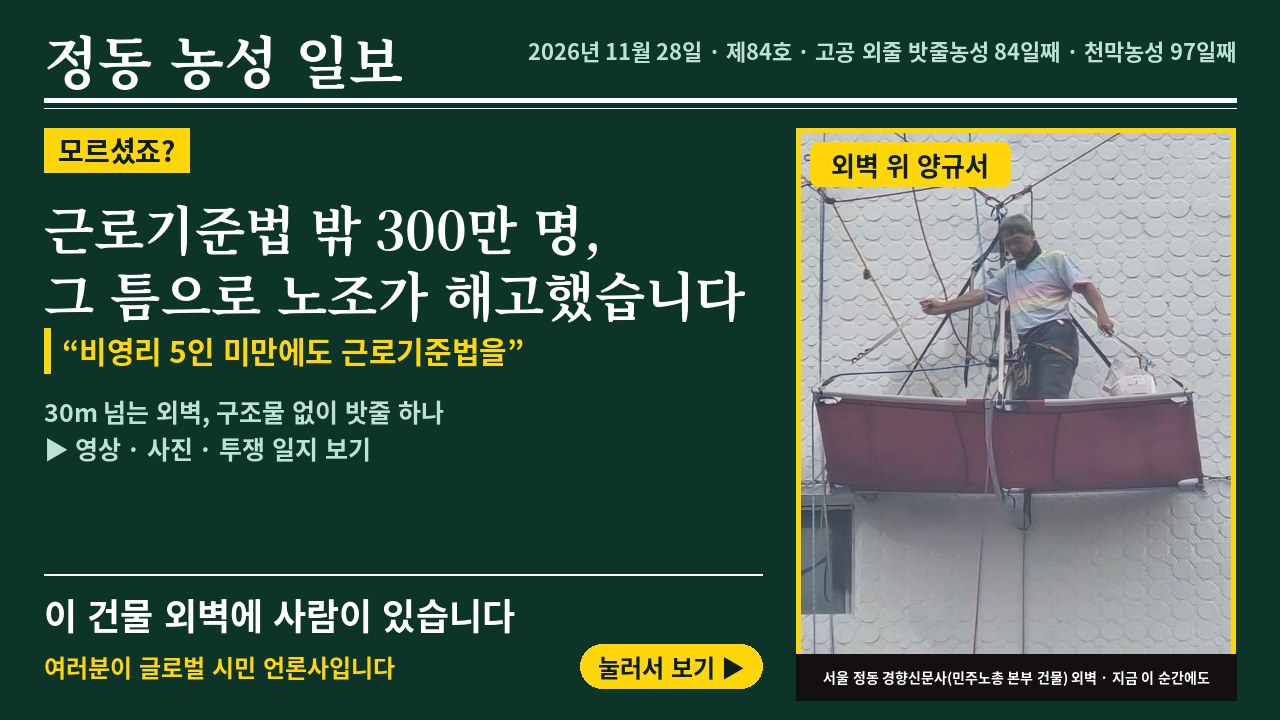 정동 농성 일보
2026년 11월 28일 · 제84호 · 고공 외줄 밧줄농성 84일째 · 천막농성 97일째
모르셨죠?
근로기준법 밖 300만 명,
그 틈으로 노조가 해고했습니다
“비영리 5인 미만에도 근로기준법을”
30m 넘는 외벽, 구조물 없이 밧줄 하나
▶ 영상 · 사진 · 투쟁 일지 보기
이 건물 외벽에 사람이 있습니다
여러분이 글로벌 시민 언론사입니다
눌러서 보기 ▶
외벽 위 양규서
서울 정동 경향신문사(민주노총 본부 건물) 외벽 · 지금 이 순간에도